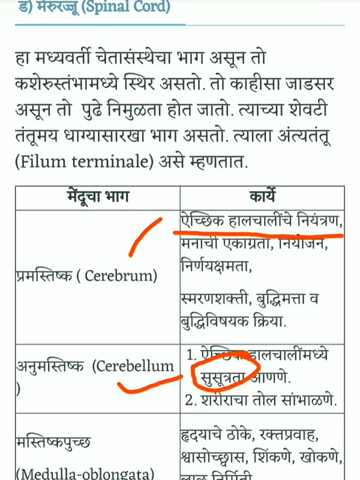 ड) मेरुरज्जू (Spinal Cord)
हा मध्यवर्ती चेतासंस्थेचा भाग असून तो
कशेरुस्तंभामध्ये स्थिर असतो. तो काहीसा जाडसर
असून तो पुढे निमुळता होत जातो. त्याच्या शेवटी
तंतूमय धाग्यासारखा भाग असतो. त्याला अंत्यतंतू
(Filum terminale) असे म्हणतात.
मेंदूचा भाग कार्ये
प्रमस्तिष्क ( Cerebrum)
ऐच्छिक हालचालींचे नियंत्रण,
मनाची एकाग्रता, नियोजन,
निर्णयक्षमता,
स्मरणशक्ती, बुद्धिमत्ता व
बुद्धिविषयक क्रिया.
अनुमस्तिष्क (Cerebellum
)
1. ऐच्छिक हालचालींमध्ये
सुसूत्रता आणणे.
2. शरीराचा तोल सांभाळणे.
मस्तिष्कपुच्छ
(Medulla-oblongata)
हृदयाचे ठोके, रक्तप्रवाह,
श्वासोच्छ्वास, शिंकणे, खोकणे,
लाळ निर्मिती